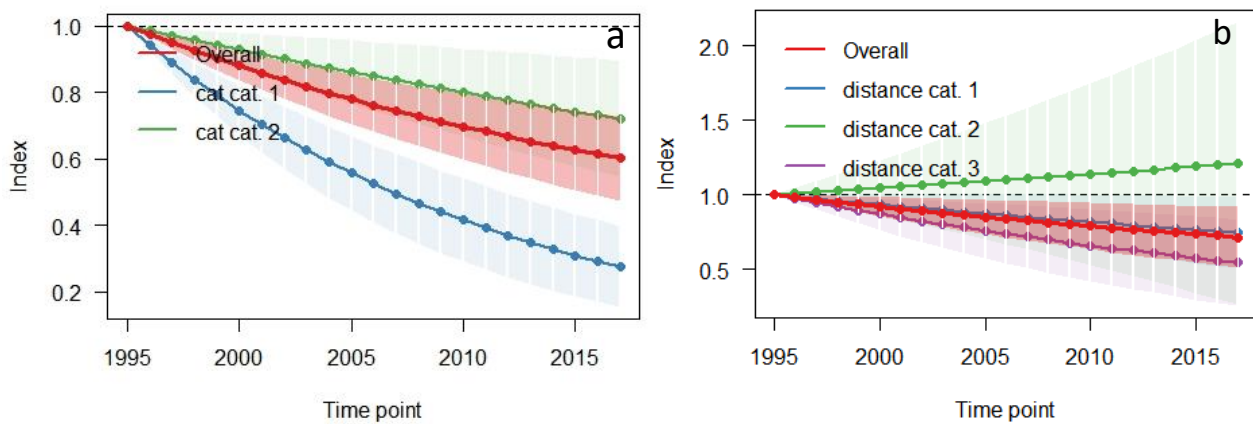 a
1.0
0.8
0.6
0.4
0.2
Index
Overall
cat cat. 1
cat cat. 2
1995 2000 2005 2010 2015
Time point
b
2.0
1.5
1.0
0.5
Index
Overall
distance cat. 1
distance cat. 2
distance cat. 3
1995 2000 2005 2010 2015
Time point